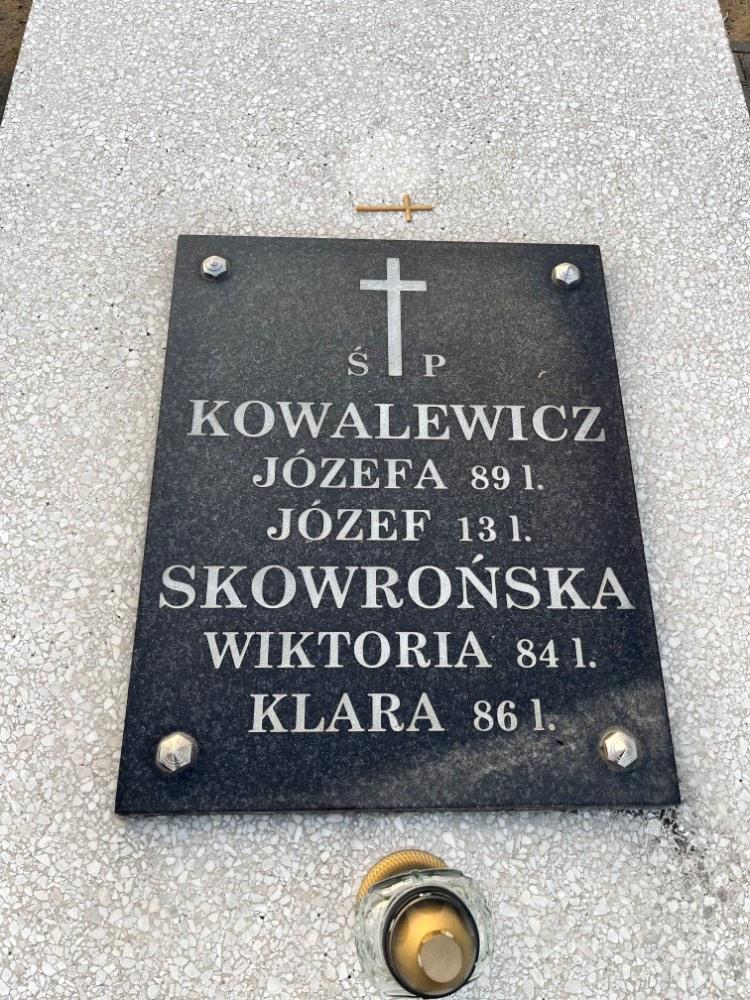 Ś P
KOWALEWICZ
JÓZEFA 89 l.
JÓZEF 13 l.
SKOWROŃSKA
WIKTORIA 84 l.
KLARA 86 l.